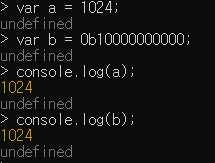 > var a = 1024;
undefined
> var b = 0b10000000000;
undefined
> console.log(a);
1024
undefined
> console.log(b);
1024
undefined